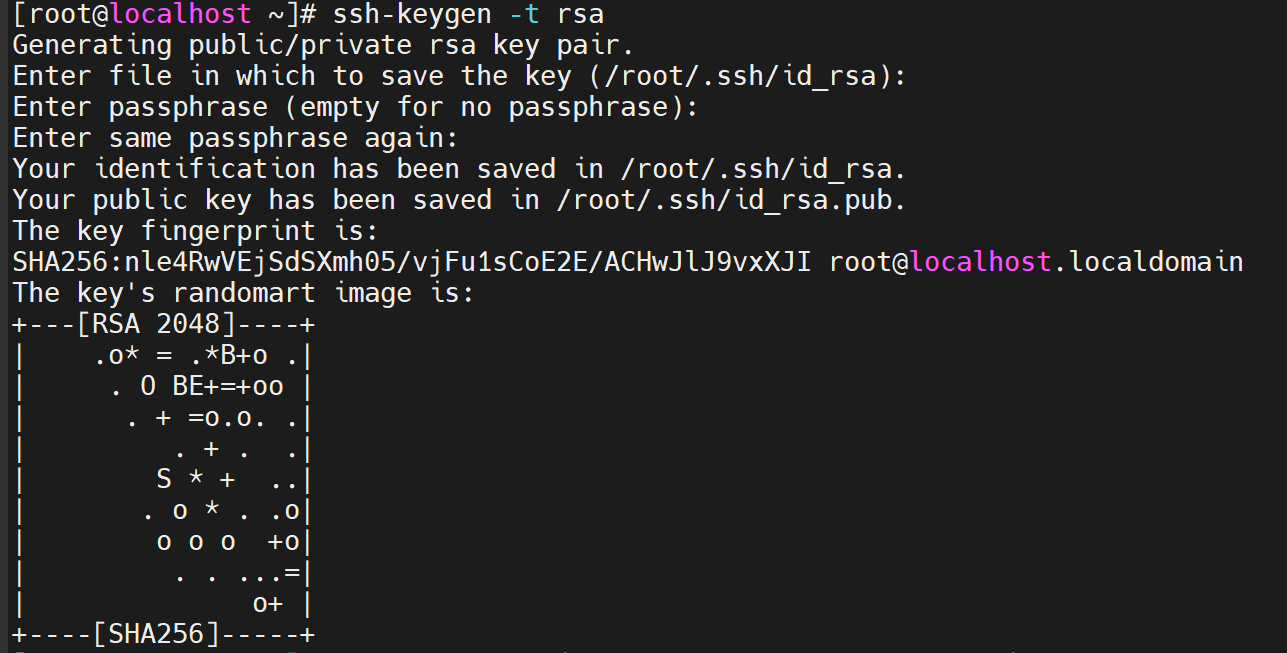 [root@localhost ~]# ssh-keygen -t rsa
Generating public/private rsa key pair.
Enter file in which to save the key (/root/.ssh/id_rsa):
Enter passphrase (empty for no passphrase):
Enter same passphrase again:
Your identification has been saved in /root/.ssh/id_rsa.
Your public key has been saved in /root/.ssh/id_rsa.pub.
The key fingerprint is:
SHA256:nle4RwVEjSdSXmh05/vjFu1sCoE2E/ACHwJlJ9vxXJI root@localhost.localdomain
The key's randomart image is:
+---[RSA 2048]----+
|    .o* = .*B+o .|
|     . O BE+=+oo |
|      . + =o.o. .|
|         . + .  .|
|        S * +  ..|
|       . o * . .o|
|        o o o  +o|
|         . . ...=|
|              o+ |
+----[SHA256]-----+